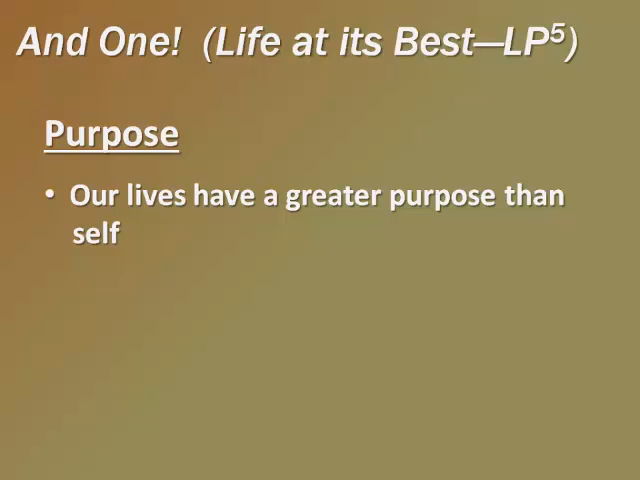 And One! (Life at its Best—LP⁵)
Purpose
• Our lives have a greater purpose than
self